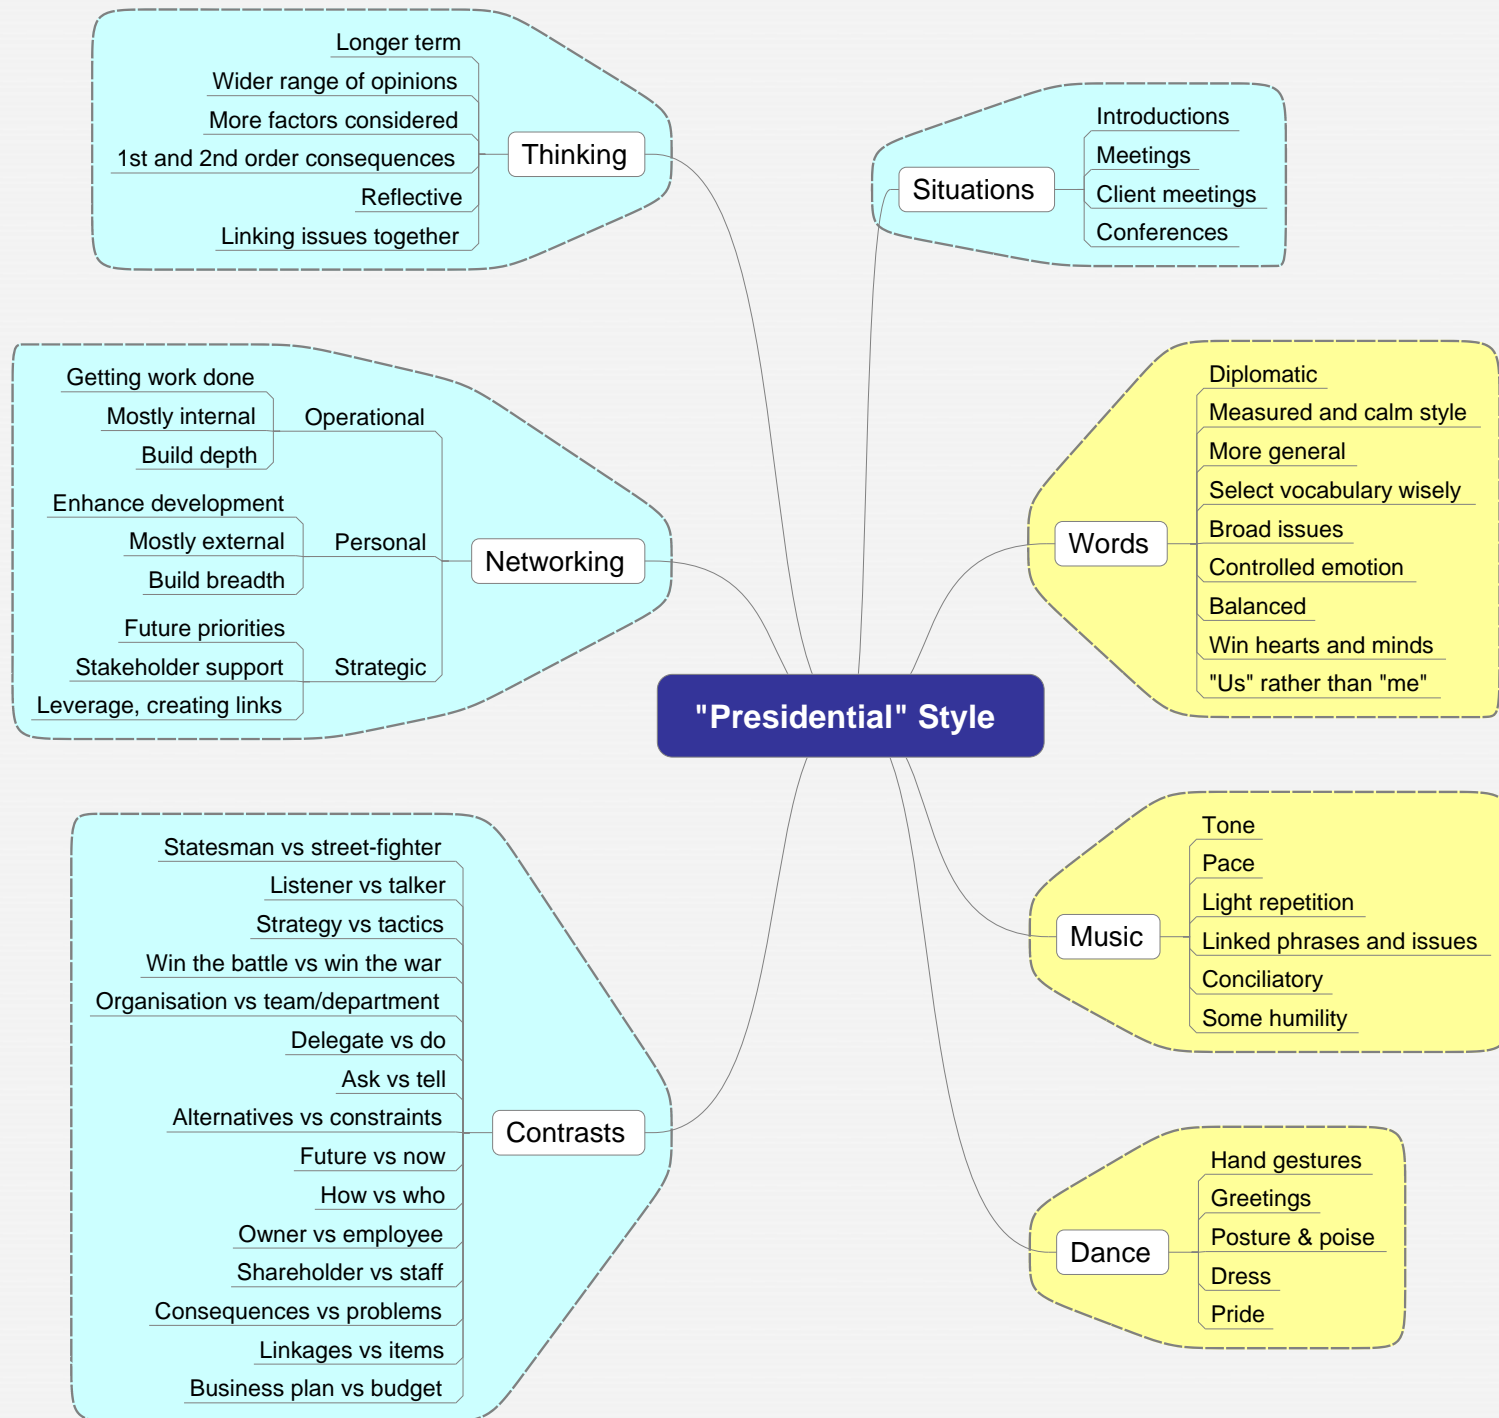 "Presidential" Style
Thinking
Longer term
Wider range of opinions
More factors considered
1st and 2nd order consequences
Reflective
Linking issues together
Networking
Operational
Getting work done
Mostly internal
Build depth
Personal
Enhance development
Mostly external
Build breadth
Strategic
Future priorities
Stakeholder support
Leverage, creating links
Contrasts
Statesman vs street-fighter
Listener vs talker
Strategy vs tactics
Win the battle vs win the war
Organisation vs team/department
Delegate vs do
Ask vs tell
Alternatives vs constraints
Future vs now
How vs who
Owner vs employee
Shareholder vs staff
Consequences vs problems
Linkages vs items
Business plan vs budget
Situations
Introductions
Meetings
Client meetings
Conferences
Words
Diplomatic
Measured and calm style
More general
Select vocabulary wisely
Broad issues
Controlled emotion
Balanced
Win hearts and minds
"Us" rather than "me"
Music
Tone
Pace
Light repetition
Linked phrases and issues
Conciliatory
Some humility
Dance
Hand gestures
Greetings
Posture & poise
Dress
Pride